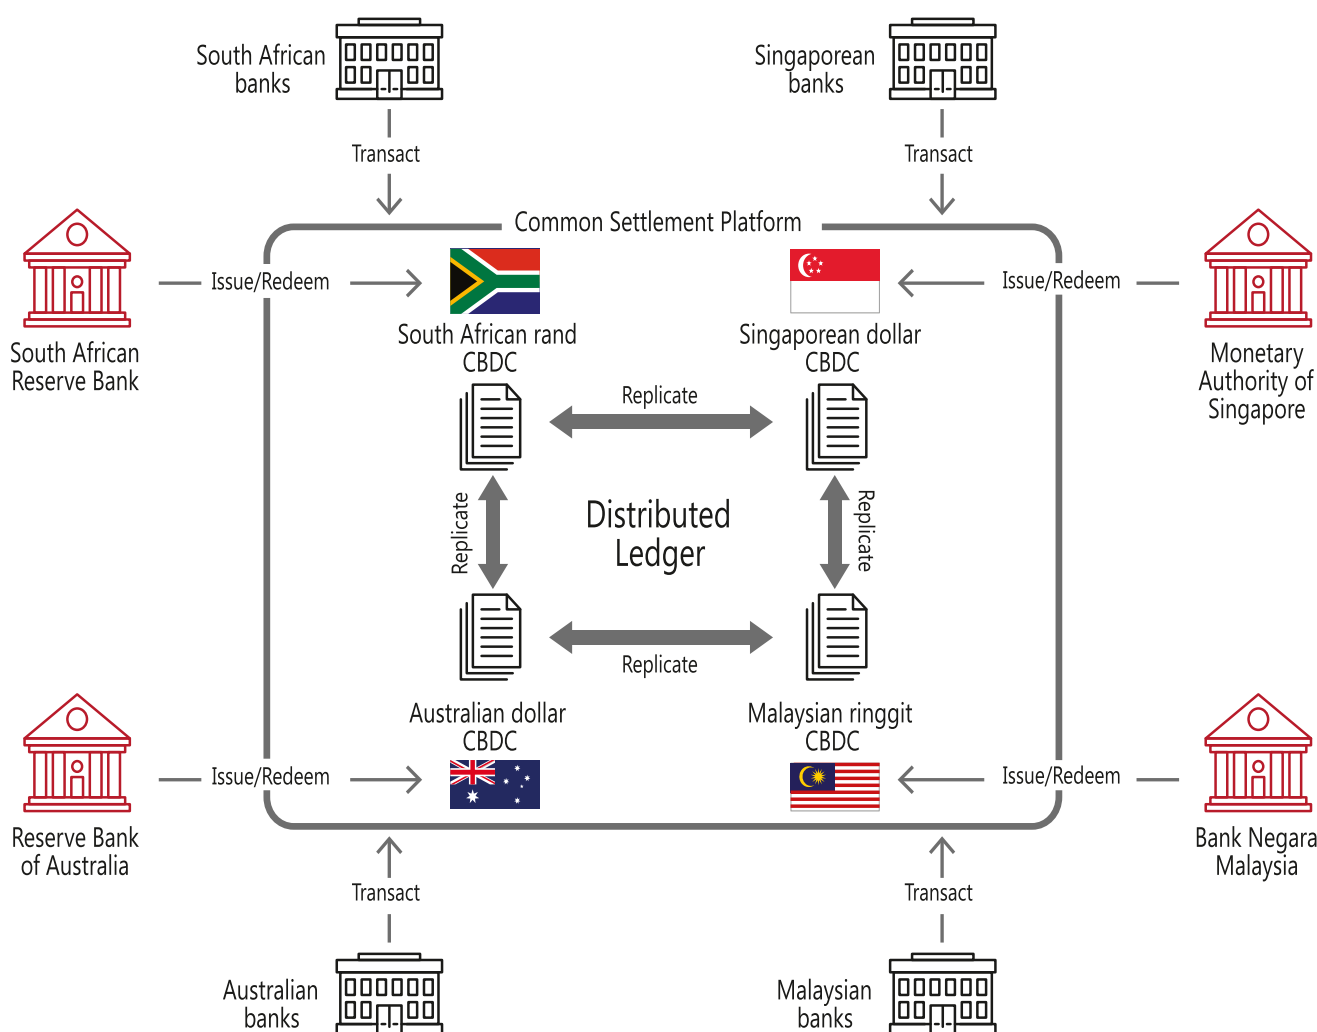 South African
banks
Singaporean
banks
Transact
Transact
Common Settlement Platform
Issue/Redeem
Issue/Redeem
South African
Reserve Bank
South African rand
CBDC
Singaporean dollar
CBDC
Monetary
Authority of
Singapore
Replicate
Replicate
Distributed
Ledger
Replicate
Replicate
Australian dollar
CBDC
Malaysian ringgit
CBDC
Issue/Redeem
Issue/Redeem
Reserve Bank
of Australia
Bank Negara
Malaysia
Transact
Transact
Australian
banks
Malaysian
banks